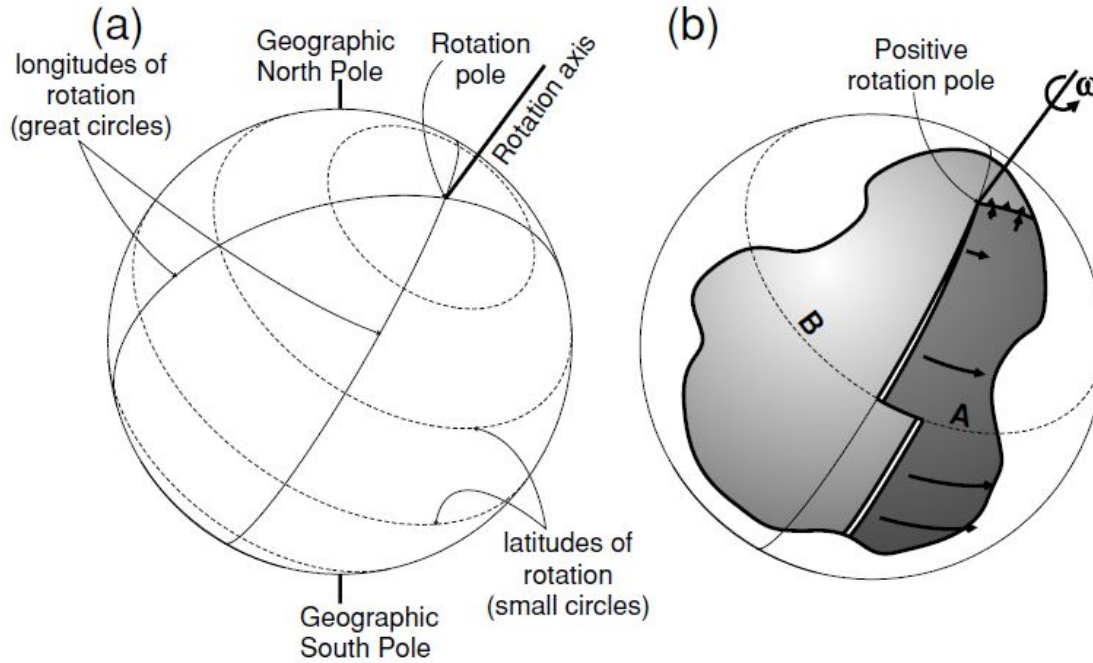 (a)
longitudes of
rotation
(great circles)
Geographic
North Pole
Rotation
pole
Rotation axis
latitudes of
rotation
(small circles)
Geographic
South Pole
(b)
Positive
rotation pole
ω
B
A